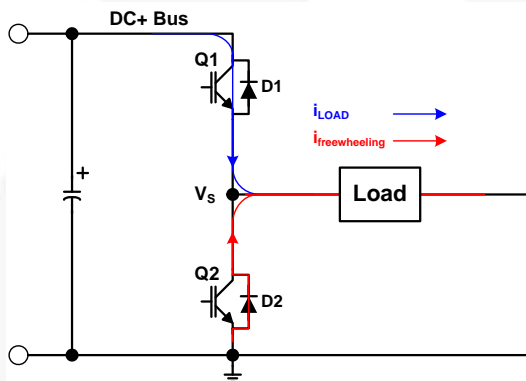 DC+ Bus
Q1
D1
iLOAD
ifreewheeling
+
VS
Load
Q2
D2